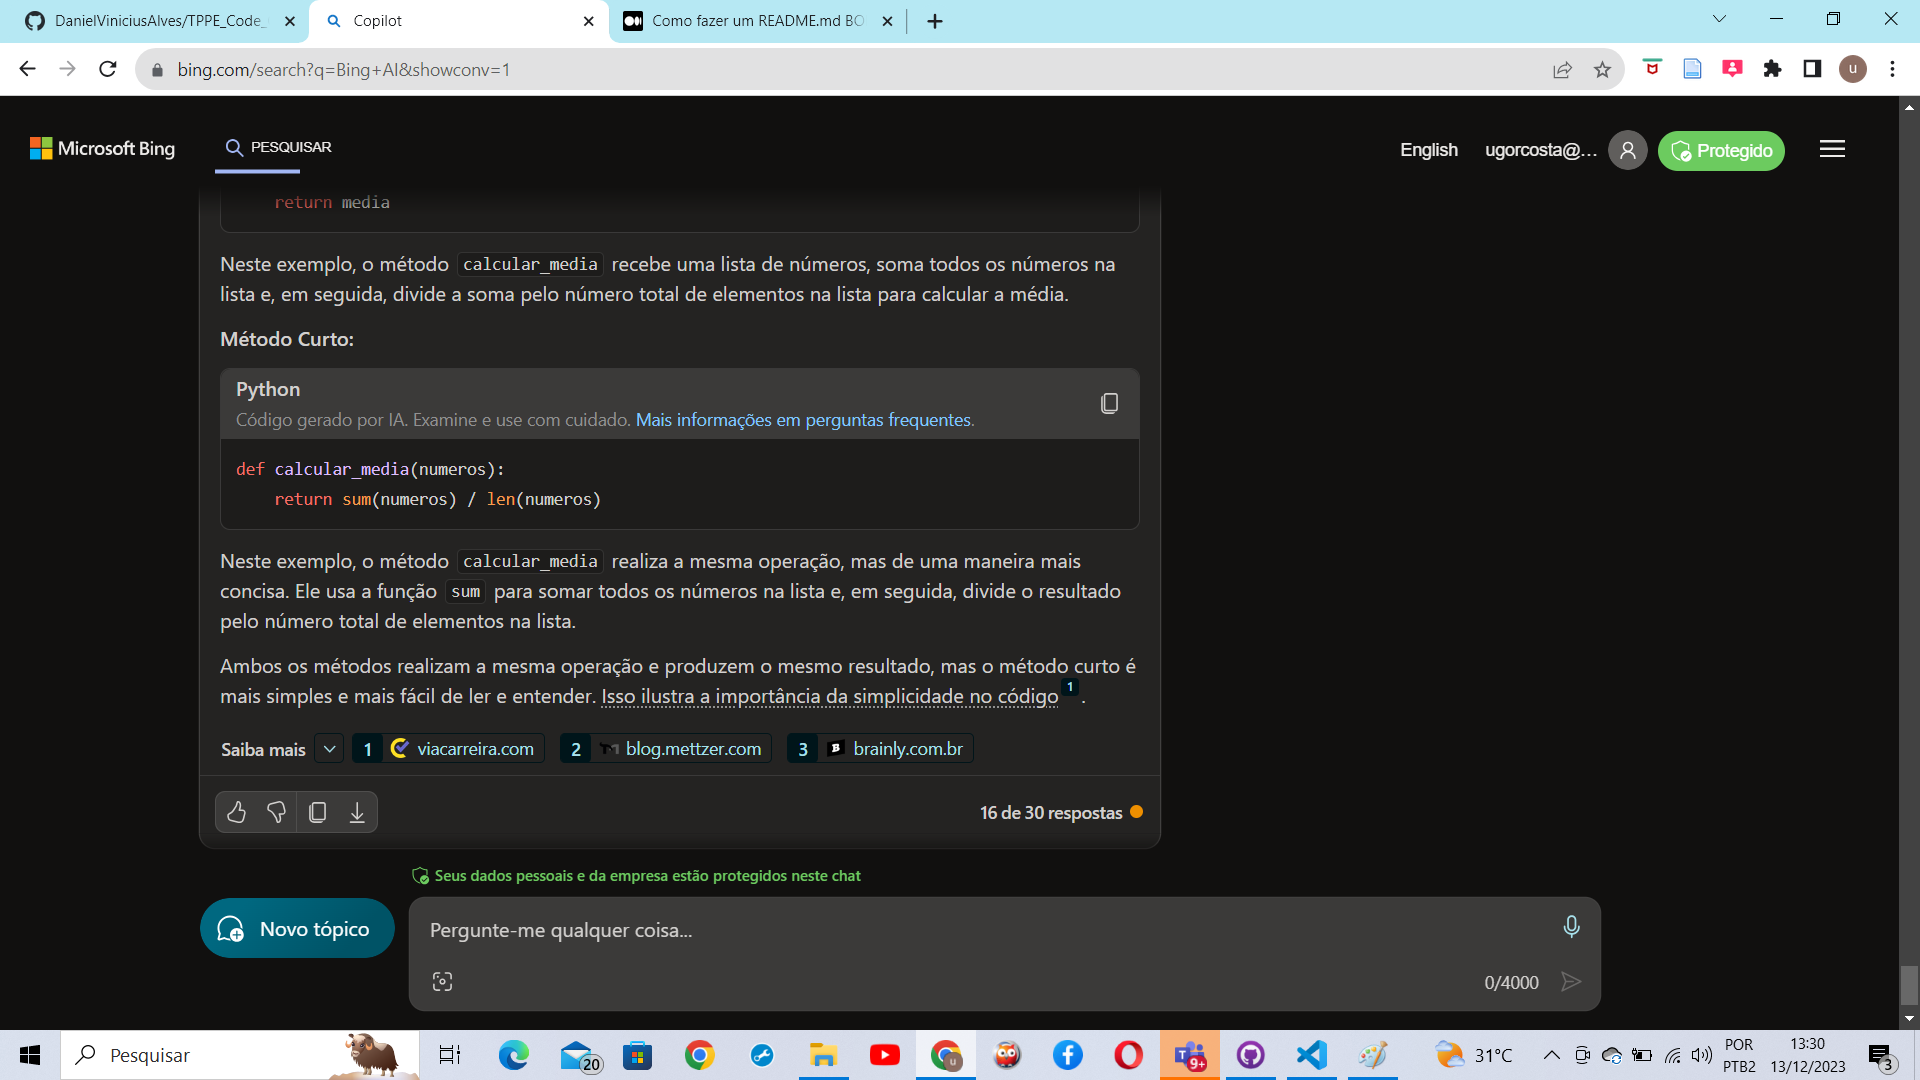 DanielViniciusAlves/TPPE_Code_
Copilot
Como fazer um README.md BO
bing.com/search?q=Bing+AI&showconv=1
u
Microsoft Bing
PESQUISAR
English
ugorcosta@...
Protegido
return media
Neste exemplo, o método calcular_media recebe uma lista de números, soma todos os números na
lista e, em seguida, divide a soma pelo número total de elementos na lista para calcular a média.
Método Curto:
Python
Código gerado por IA. Examine e use com cuidado. Mais informações em perguntas frequentes.
def calcular_media(numeros):
return sum(numeros) / len(numeros)
Neste exemplo, o método calcular_media realiza a mesma operação, mas de uma maneira mais
concisa. Ele usa a função sum para somar todos os números na lista e, em seguida, divide o resultado
pelo número total de elementos na lista.
Ambos os métodos realizam a mesma operação e produzem o mesmo resultado, mas o método curto é
mais simples e mais fácil de ler e entender. Isso ilustra a importância da simplicidade no código 1 .
Saiba mais 1 viacarreira.com 2 blog.mettzer.com 3 brainly.com.br
16 de 30 respostas
Seus dados pessoais e da empresa estão protegidos neste chat
Novo tópico
Pergunte-me qualquer coisa...
0/4000
Pesquisar
20
u
9+
31°C
POR
PTB2
13:30
13/12/2023
3